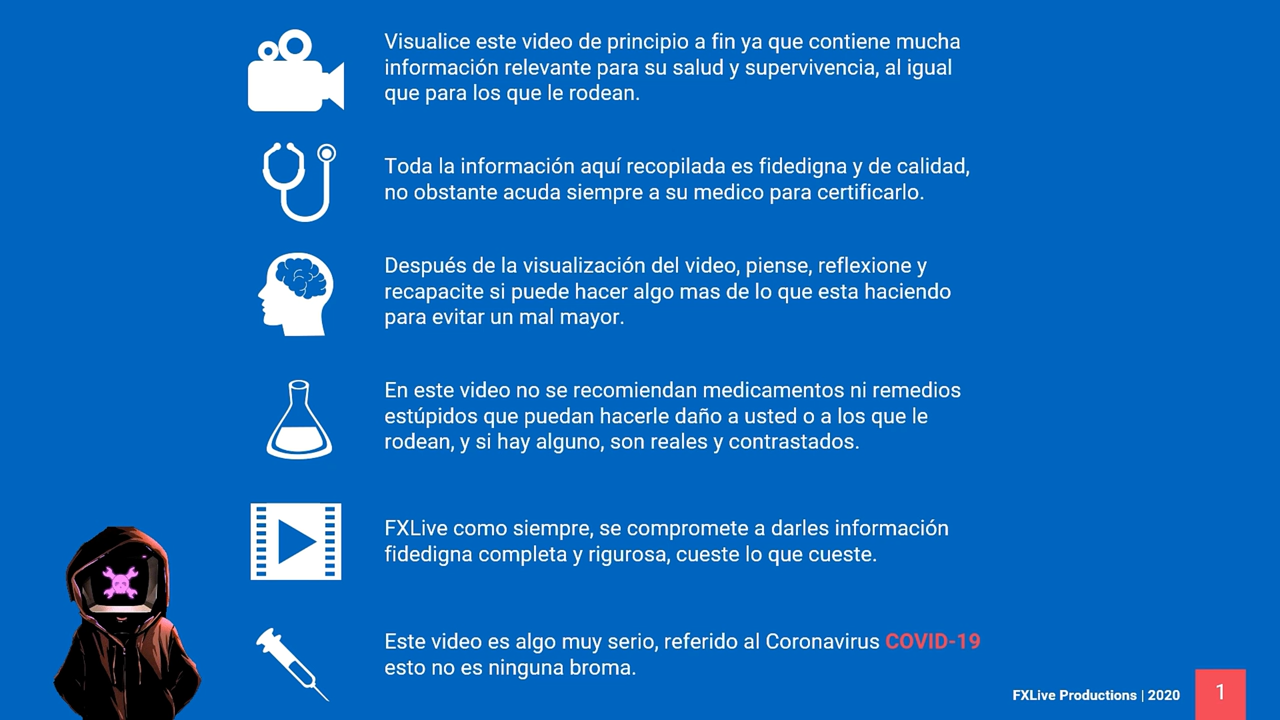 Visualice este video de principio a fin ya que contiene mucha
información relevante para su salud y supervivencia, al igual
que para los que le rodean.
Toda la información aquí recopilada es fidedigna y de calidad,
no obstante acuda siempre a su medico para certificarlo.
Después de la visualización del video, piense, reflexione y
recapacite si puede hacer algo mas de lo que esta haciendo
para evitar un mal mayor.
En este video no se recomiendan medicamentos ni remedios
estúpidos que puedan hacerle daño a usted o a los que le
rodean, y si hay alguno, son reales y contrastados.
FXLive como siempre, se compromete a darles información
fidedigna completa y rigurosa, cueste lo que cueste.
Este video es algo muy serio, referido al Coronavirus COVID-19
esto no es ninguna broma.
FXLive Productions | 2020
1